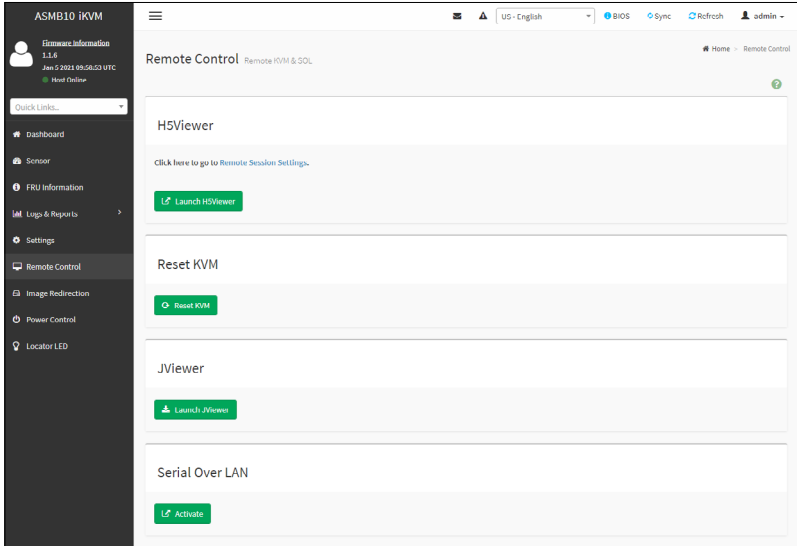 ASMB10 iKVM
US - English
BIOS
Sync
Refresh
admin
Firmware Information
1.1.6
Jan 5 2021 09:50:53 UTC
Host Online
Quick Links..
Dashboard
Sensor
FRU Information
Logs & Reports
Settings
Remote Control
Image Redirection
Power Control
Locator LED
Remote Control Remote KVM & SOL
Home > Remote Control
H5Viewer
Click here to go to Remote Session Settings.
Launch H5Viewer
Reset KVM
Reset KVM
JViewer
Launch JViewer
Serial Over LAN
Activate